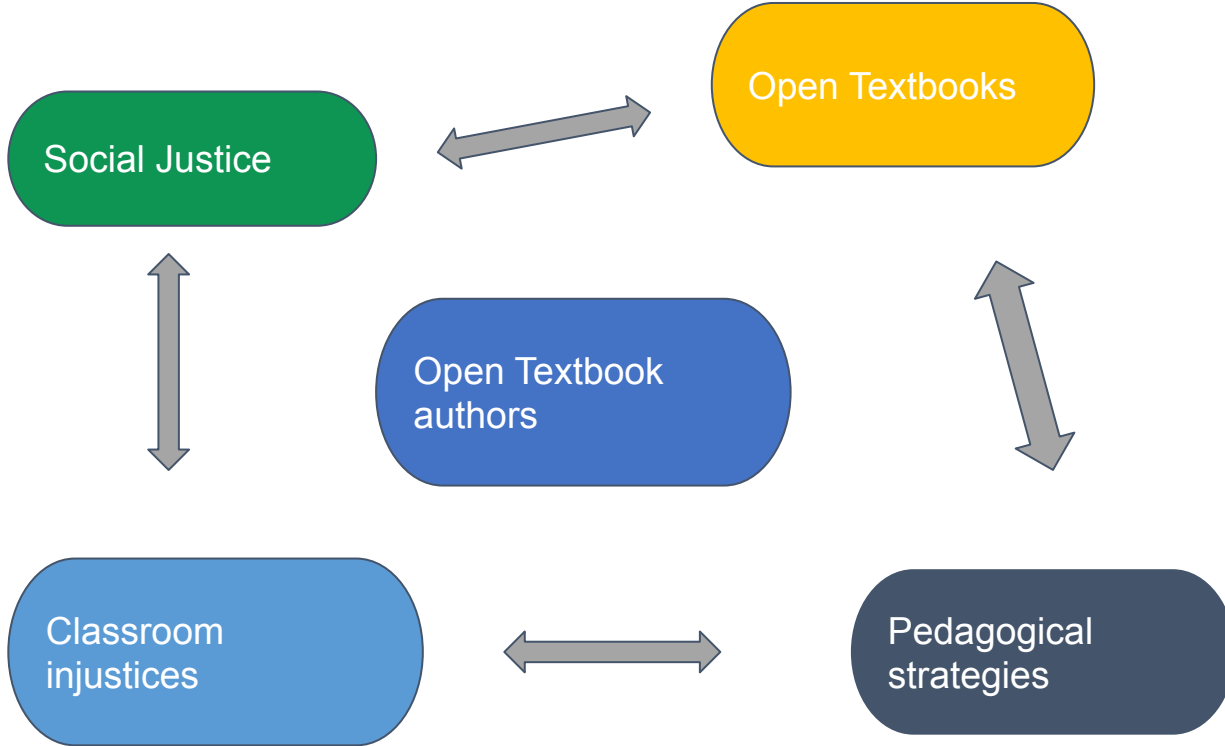 Open Textbooks
Social Justice
Open Textbook
authors
Classroom
injustices
Pedagogical
strategies